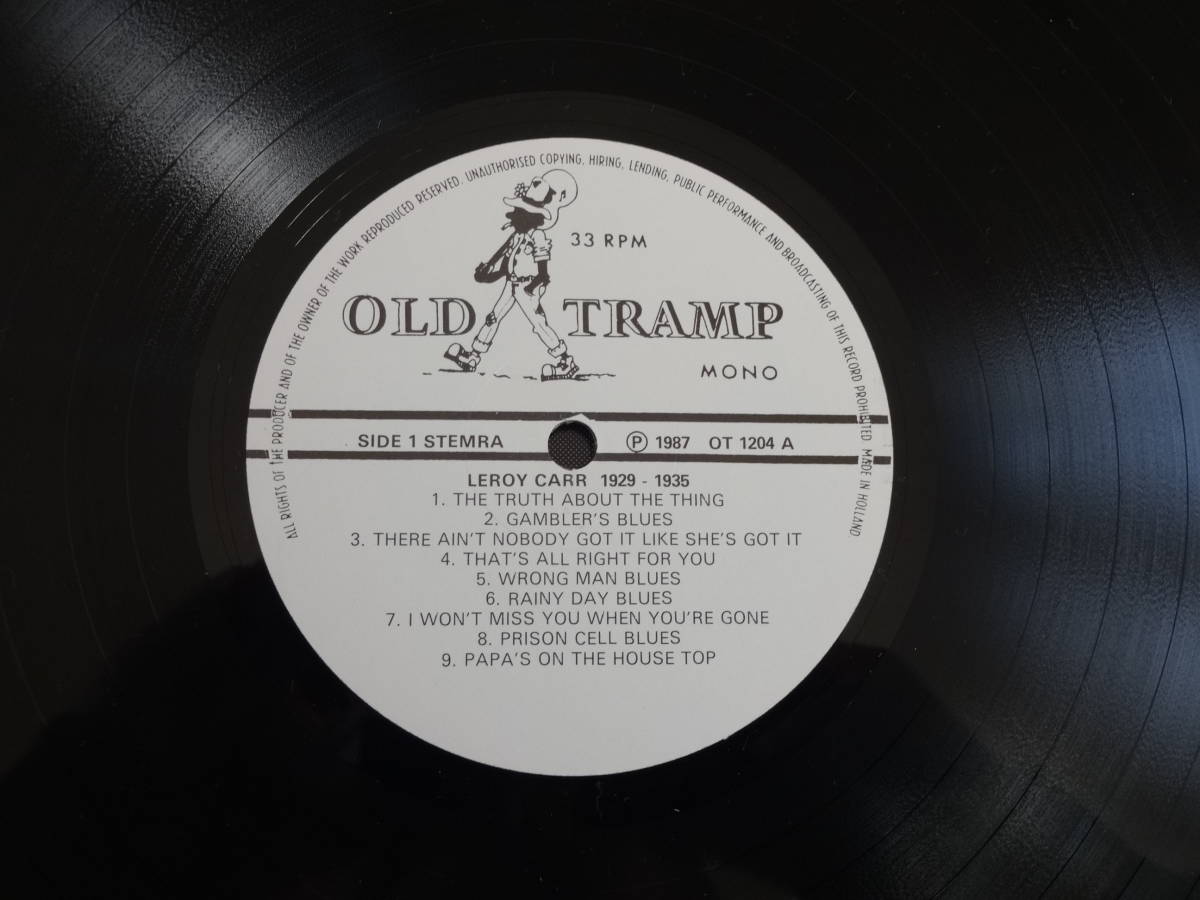 ALL RIGHTS OF THE PRODUCER AND OF THE OWNER OF THE WORK REPRODUCED RESERVED. UNAUTHORISED COPYING, HIRING, LENDING, PUBLIC PERFORMANCE AND BROADCASTING OF THIS RECORD PROHIBITED MADE IN HOLLAND
33 RPM
OLD TRAMP
MONO
SIDE 1 STEMRA ℗ 1987 OT 1204 A
LEROY CARR 1929 - 1935
1. THE TRUTH ABOUT THE THING
2. GAMBLER'S BLUES
3. THERE AIN'T NOBODY GOT IT LIKE SHE'S GOT IT
4. THAT'S ALL RIGHT FOR YOU
5. WRONG MAN BLUES
6. RAINY DAY BLUES
7. I WON'T MISS YOU WHEN YOU'RE GONE
8. PRISON CELL BLUES
9. PAPA'S ON THE HOUSE TOP